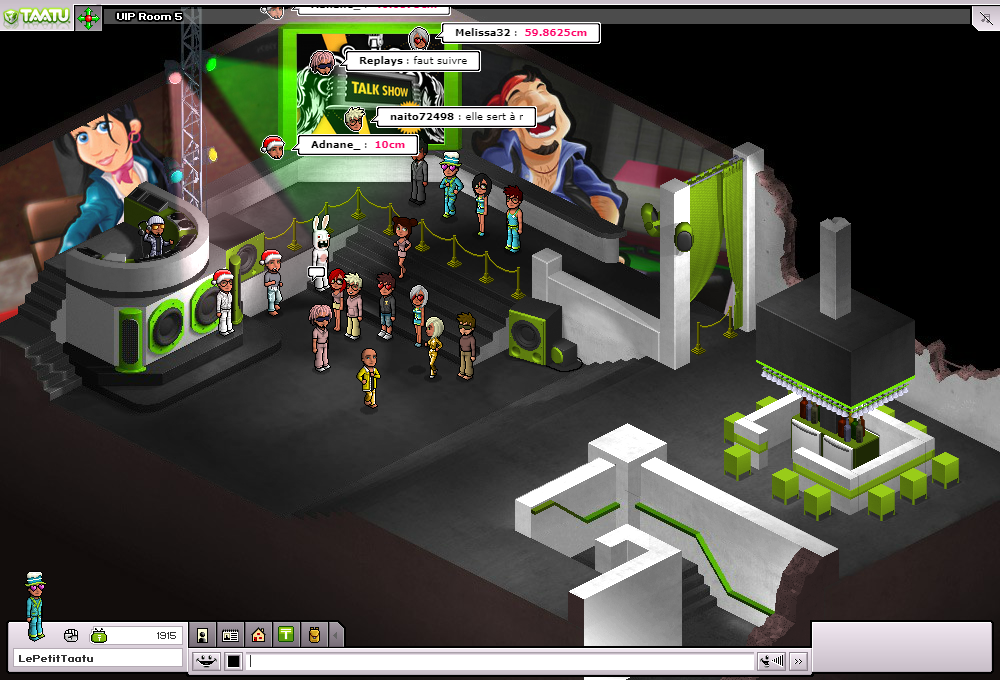 TAATU
VIP Room 5
Melissa32 : 59.8625cm
Replays : faut suivre
TALK SHOW
naito72498 : elle sert à r
Adnane_ : 10cm
T
1915
T
LePetitTaatu